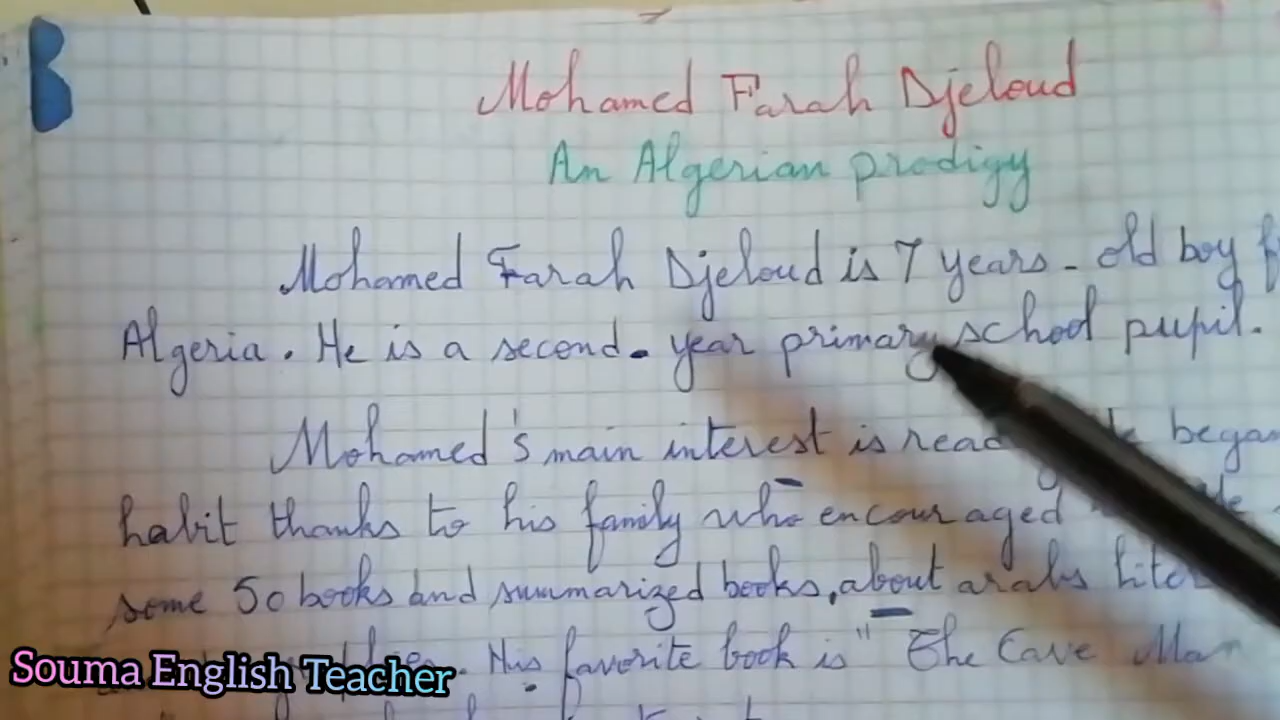 Mohamed Farah Djeloud
An Algerian prodigy
Mohamed Farah Djeloud is 7 years-old boy
Algeria. He is a second-year primary school pupil.
Mohamed's main interest is began
habit thanks to his family who encouraged
some 50 books and summarized books, about arabs
His favorite book is " The Cave Man
Souma English Teacher